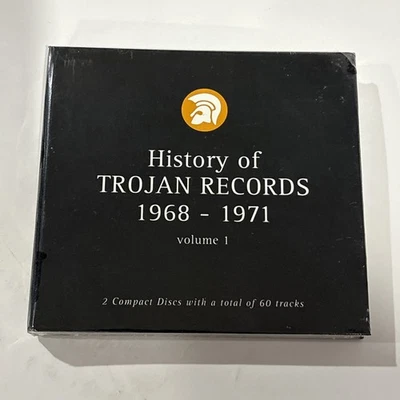 History of
TROJAN RECORDS
1968 - 1971
volume 1
2 Compact Discs with a total of 60 tracks